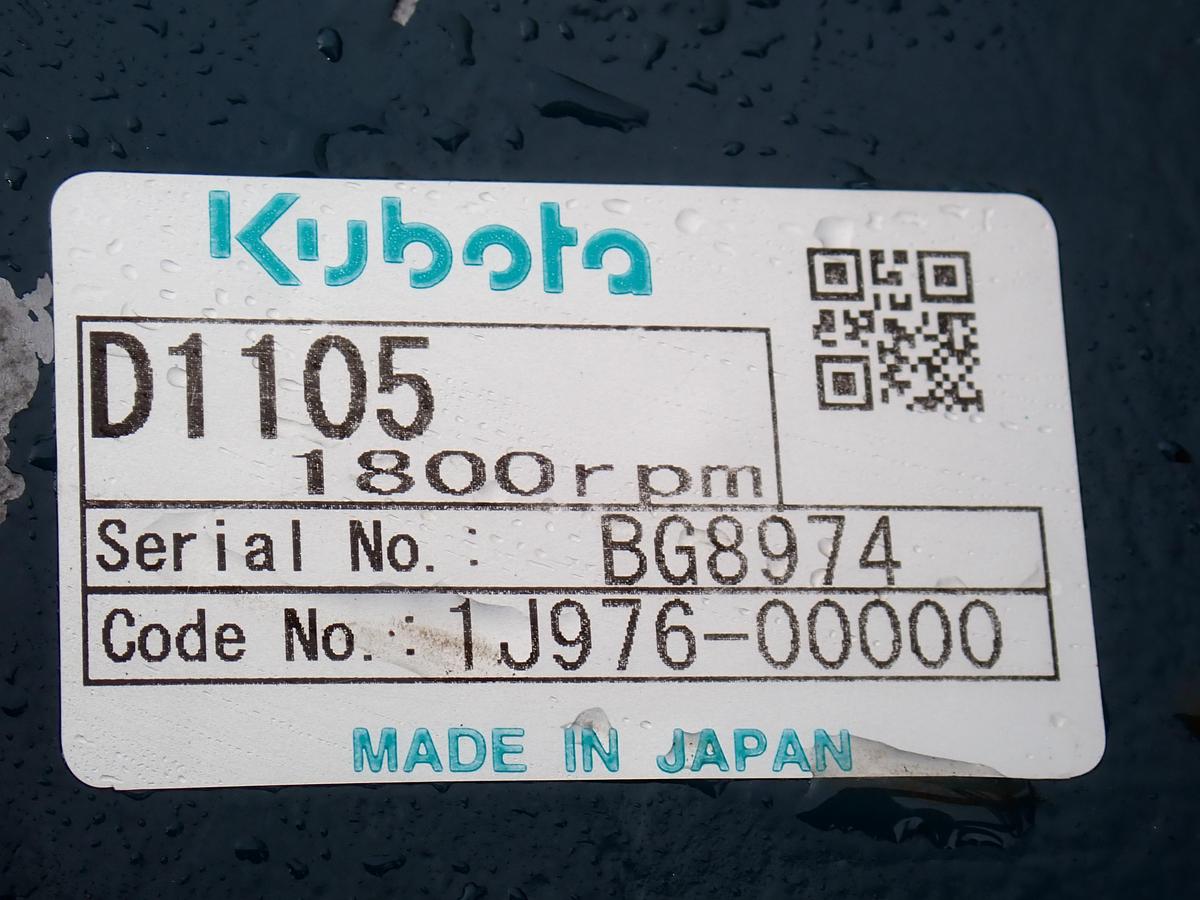 Kubota
D1105
1800rpm
Serial No.: BG8974
Code No.: 1J976-00000
MADE IN JAPAN